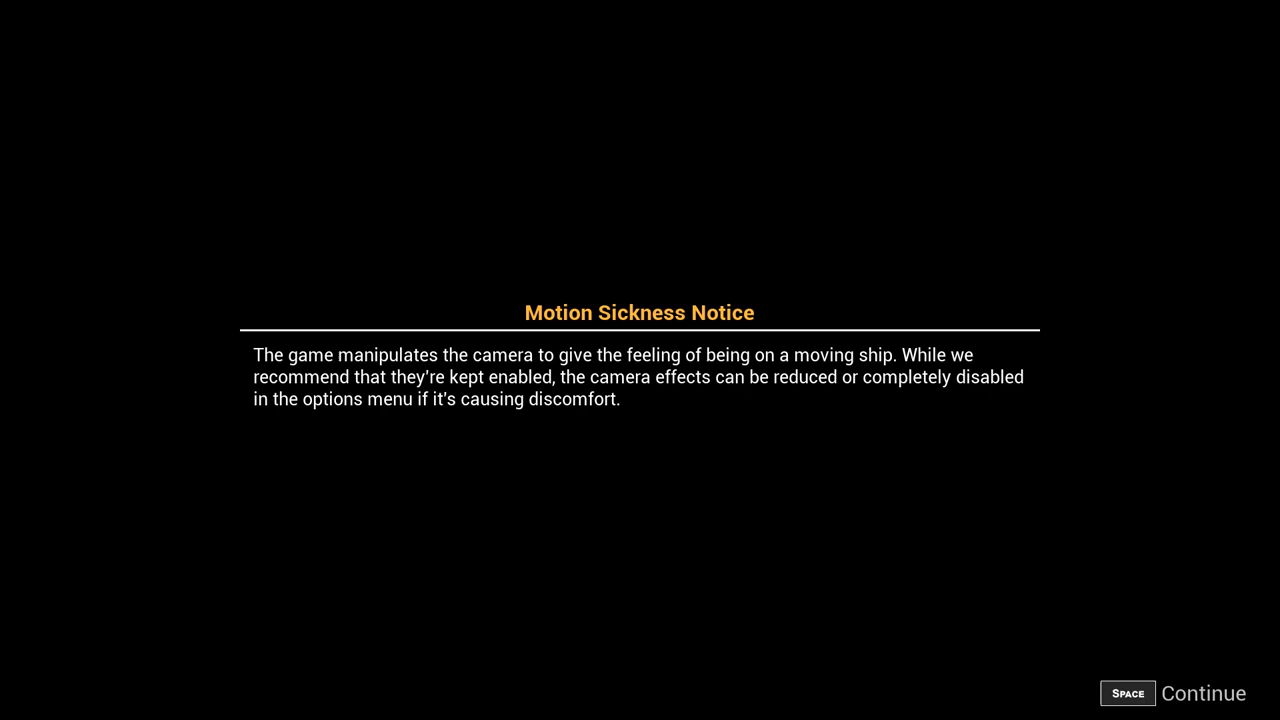 Motion Sickness Notice
The game manipulates the camera to give the feeling of being on a moving ship. While we
recommend that they're kept enabled, the camera effects can be reduced or completely disabled
in the options menu if it's causing discomfort.
SPACE Continue